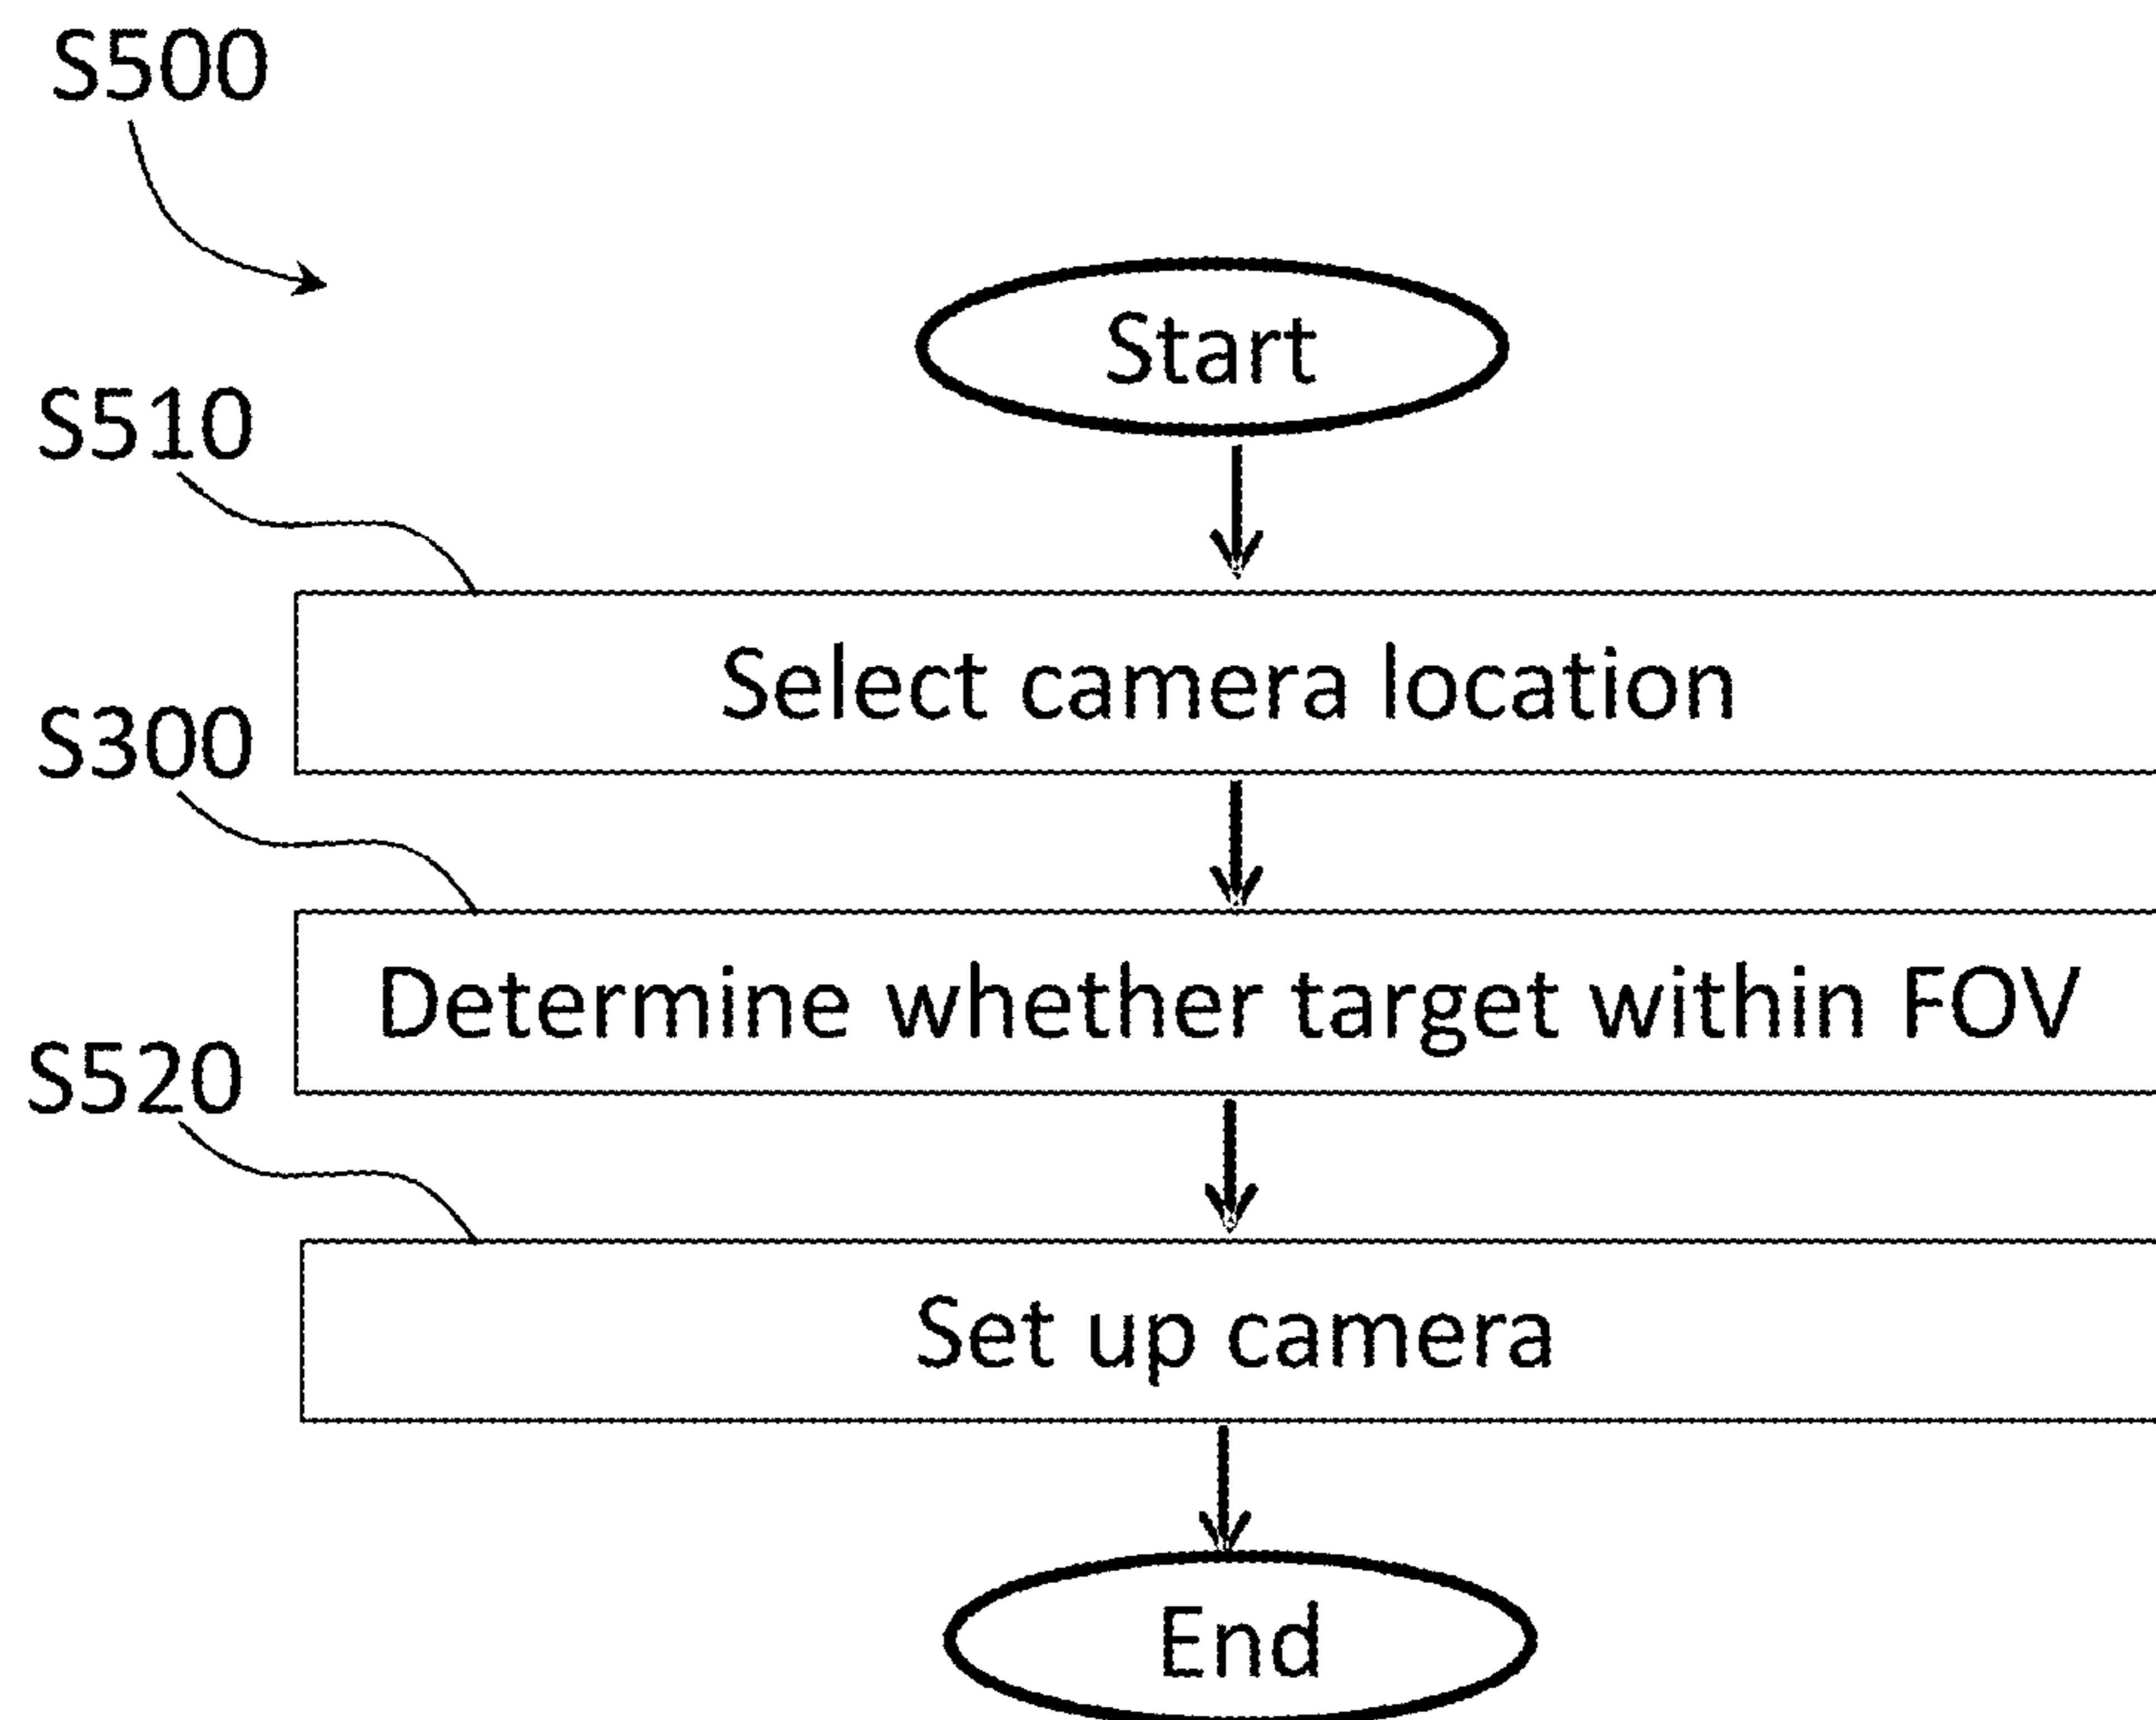 S500
Start
S510
Select camera location
S300
Determine whether target within FOV
S520
Set up camera
End